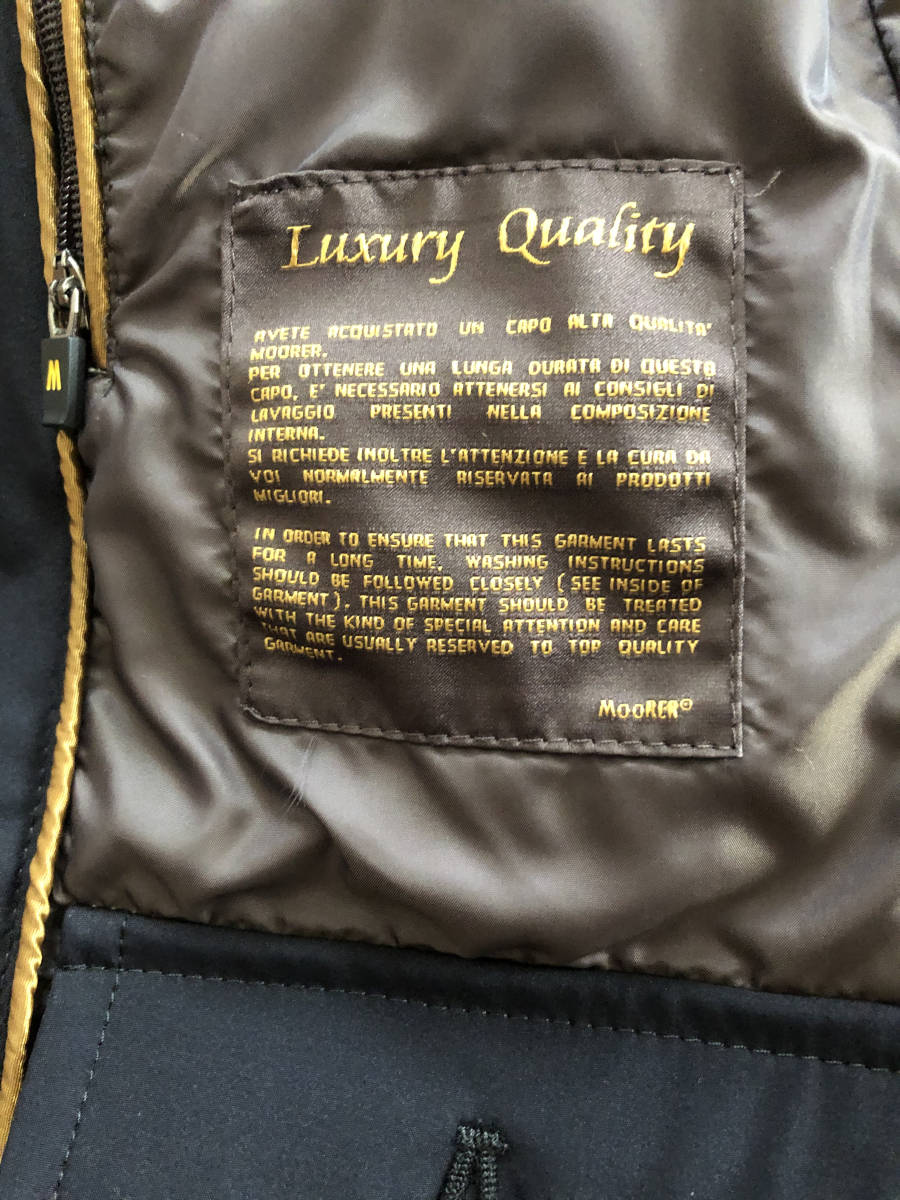 Luxury Quality
AVETE ACQUISTATO UN CAPO ALTA QUALITA'
MOORER.
PER OTTENERE UNA LUNGA DURATA DI QUESTO
CAPO, E' NECESSARIO ATTENERSI AI CONSIGLI DI
LAVAGGIO PRESENTI NELLA COMPOSIZIONE
INTERNA.
SI RICHIEDE INOLTRE L'ATTENZIONE E LA CURA DA
VOI NORMALMENTE RISERVATA AI PRODOTTI
MIGLIORI.
IN ORDER TO ENSURE THAT THIS GARMENT LASTS
FOR A LONG TIME, WASHING INSTRUCTIONS
SHOULD BE FOLLOWED CLOSELY (SEE INSIDE OF
GARMENT). THIS GARMENT SHOULD BE TREATED
WITH THE KIND OF SPECIAL ATTENTION AND CARE
THAT ARE USUALLY RESERVED TO TOP QUALITY
GARMENT.
MOORER©
M